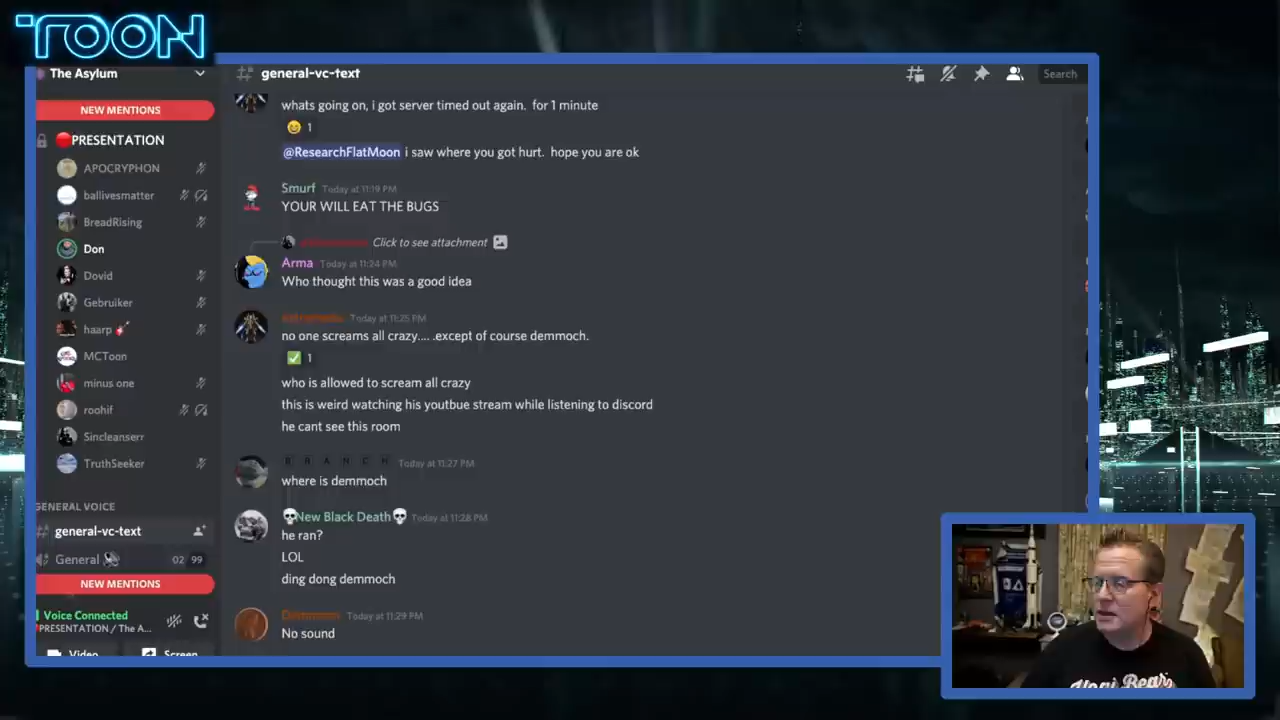 TOON
The Asylum
NEW MENTIONS
PRESENTATION
APOCRYPHON
ballivesmatter
BreadRising
Don
Dovid
Gebruiker
haarp
MCToon
minus one
roohif
Sincleanserr
TruthSeeker
GENERAL VOICE
general-vc-text
General
02 99
NEW MENTIONS
Voice Connected
PRESENTATION / The A...
Video
Screen
general-vc-text
Search
whats going on, i got server timed out again. for 1 minute
1
@ResearchFlatMoon i saw where you got hurt. hope you are ok
Smurf Today at 11:19 PM
YOUR WILL EAT THE BUGS
Click to see attachment
Arma Today at 11:24 PM
Who thought this was a good idea
Today at 11:25 PM
no one screams all crazy.... .except of course demmoch.
1
who is allowed to scream all crazy
this is weird watching his youtbue stream while listening to discord
he cant see this room
B R A N C H Today at 11:27 PM
where is demmoch
New Black Death Today at 11:28 PM
he ran?
LOL
ding dong demmoch
Today at 11:29 PM
No sound